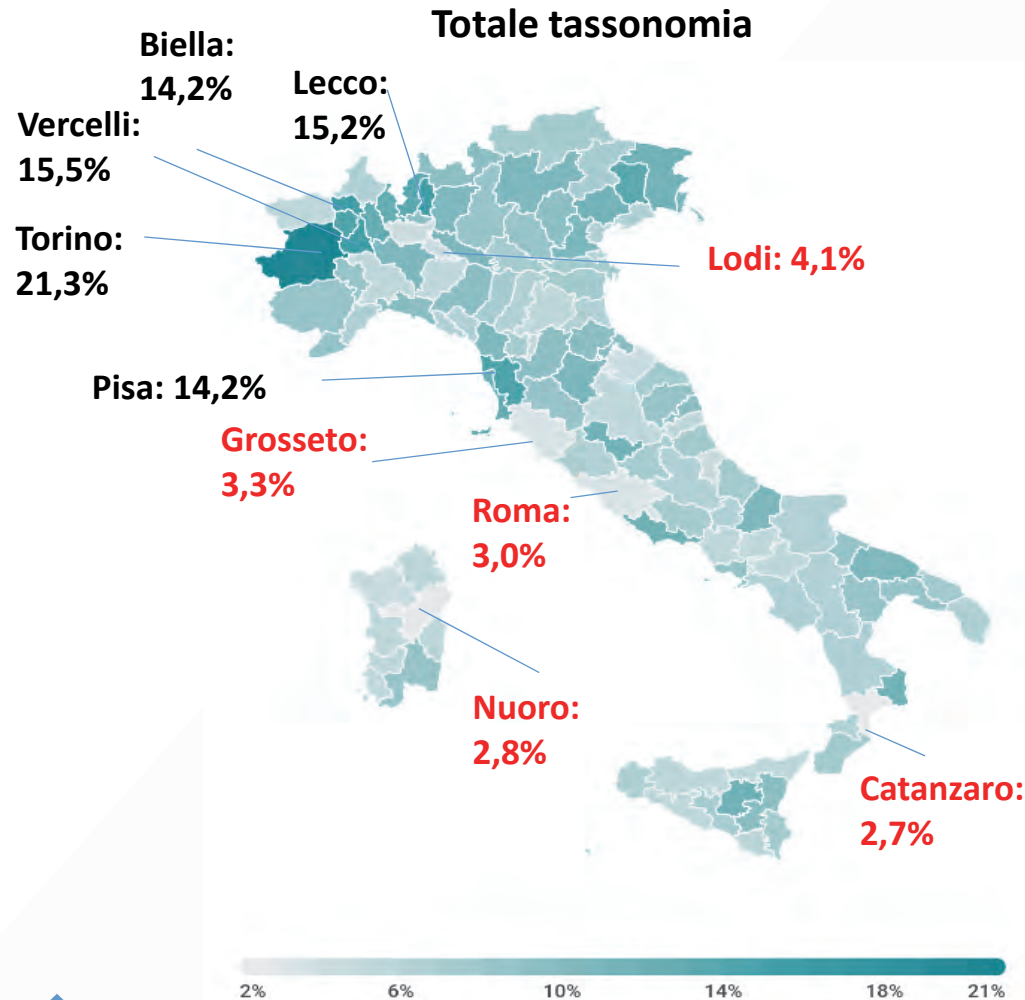 Totale tassonomia
Biella:
14,2%
Lecco:
15,2%
Vercelli:
15,5%
Torino:
21,3%
Lodi: 4,1%
Pisa: 14,2%
Grosseto:
3,3%
Roma:
3,0%
Nuoro:
2,8%
Catanzaro:
2,7%
2% 6% 10% 14% 18% 21%